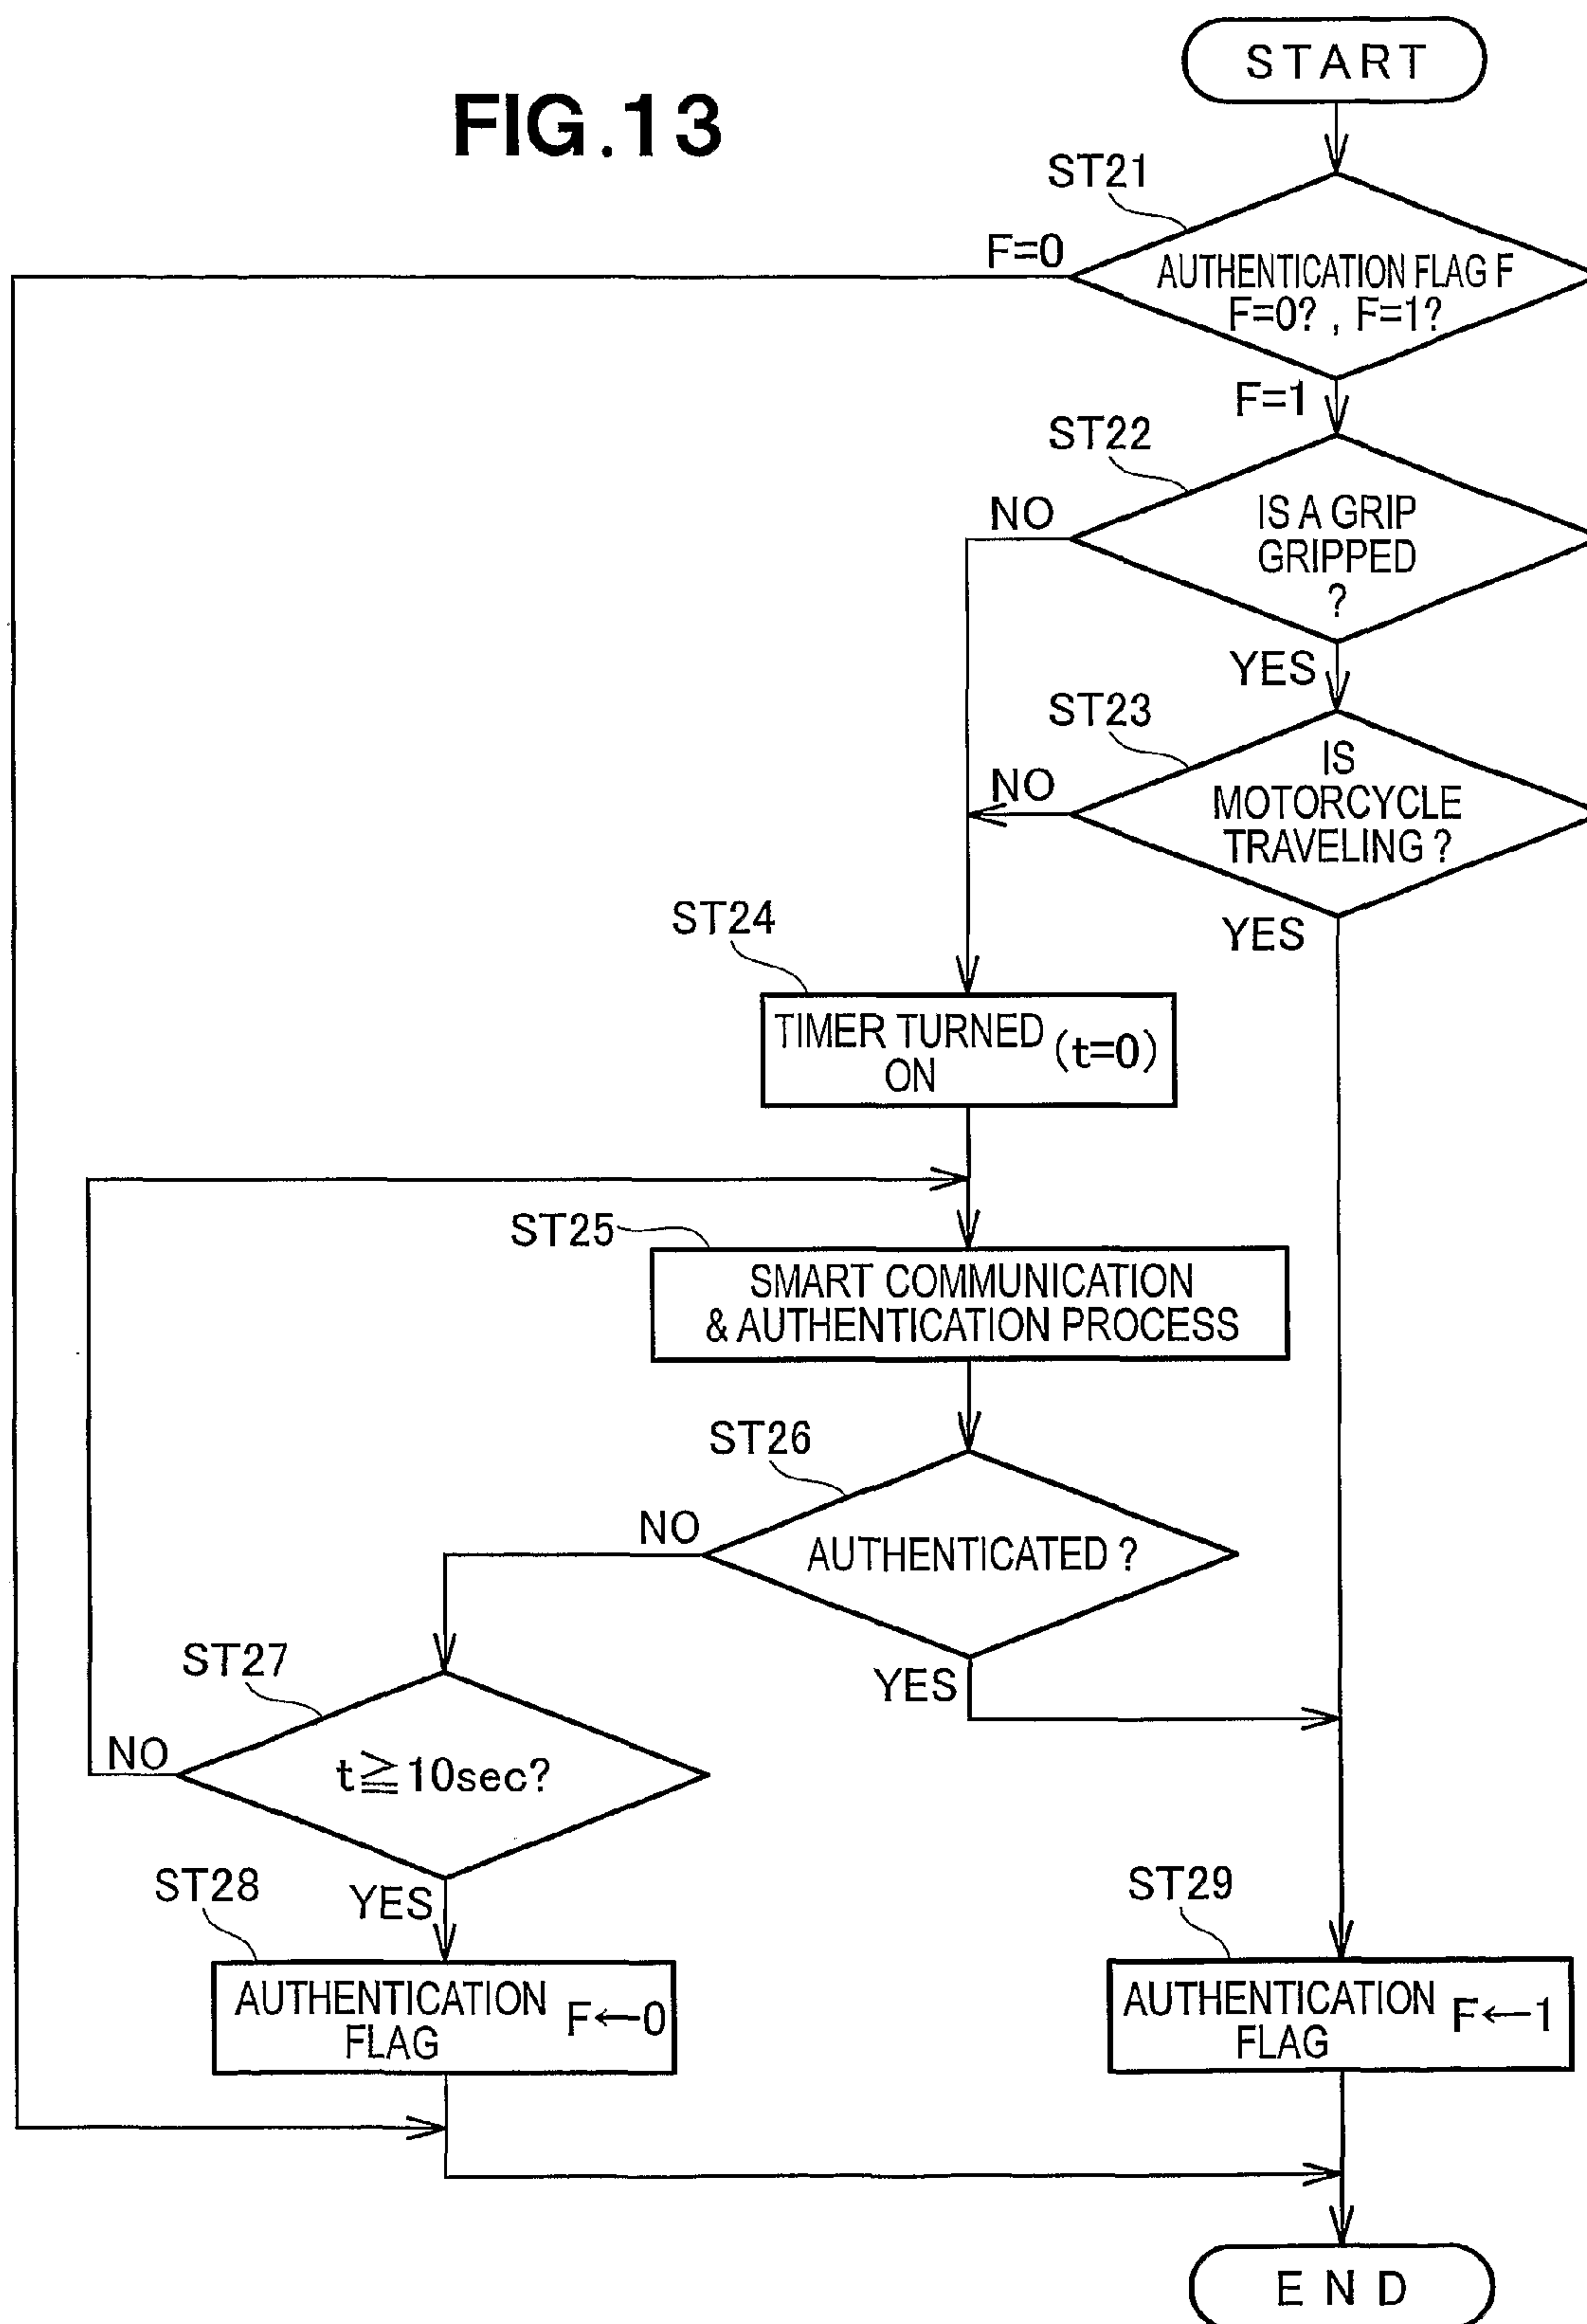 FIG.13
START
ST21
F=0
AUTHENTICATION FLAG F
F=0? , F=1?
F=1
ST22
NO
IS A GRIP
GRIPPED
?
YES
ST23
NO
IS
MOTORCYCLE
TRAVELING ?
YES
ST24
TIMER TURNED
ON
(t=0)
ST25
SMART COMMUNICATION
& AUTHENTICATION PROCESS
ST26
NO
AUTHENTICATED ?
YES
ST27
NO
t≧10sec?
YES
ST28
AUTHENTICATION
FLAG
F←0
ST29
AUTHENTICATION
FLAG
F←1
END